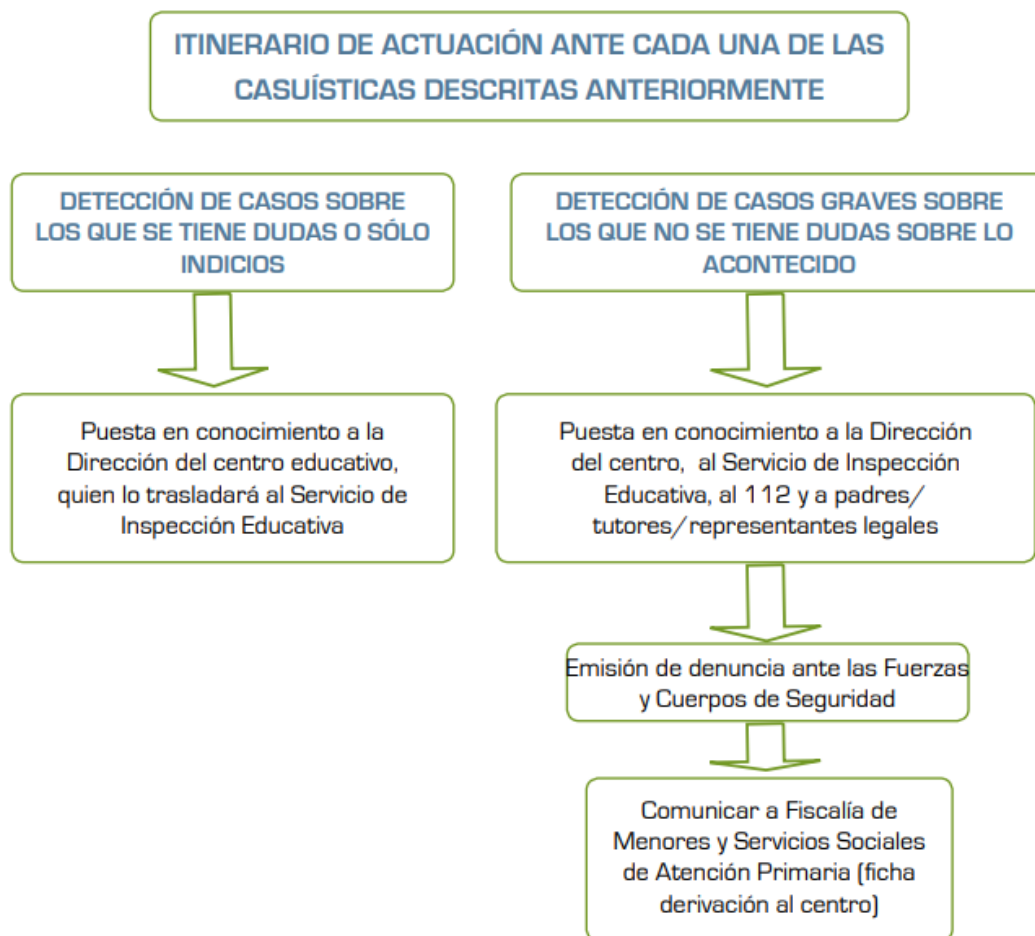 ITINERARIO DE ACTUACIÓN ANTE CADA UNA DE LAS
CASUÍSTICAS DESCRITAS ANTERIORMENTE
DETECCIÓN DE CASOS SOBRE
LOS QUE SE TIENE DUDAS O SÓLO
INDICIOS
Puesta en conocimiento a la
Dirección del centro educativo,
quien lo trasladará al Servicio de
Inspección Educativa
DETECCIÓN DE CASOS GRAVES SOBRE
LOS QUE NO SE TIENE DUDAS SOBRE LO
ACONTECIDO
Puesta en conocimiento a la Dirección
del centro, al Servicio de Inspección
Educativa, al 112 y a padres/
tutores/representantes legales
Emisión de denuncia ante las Fuerzas
y Cuerpos de Seguridad
Comunicar a Fiscalía de
Menores y Servicios Sociales
de Atención Primaria (ficha
derivación al centro)